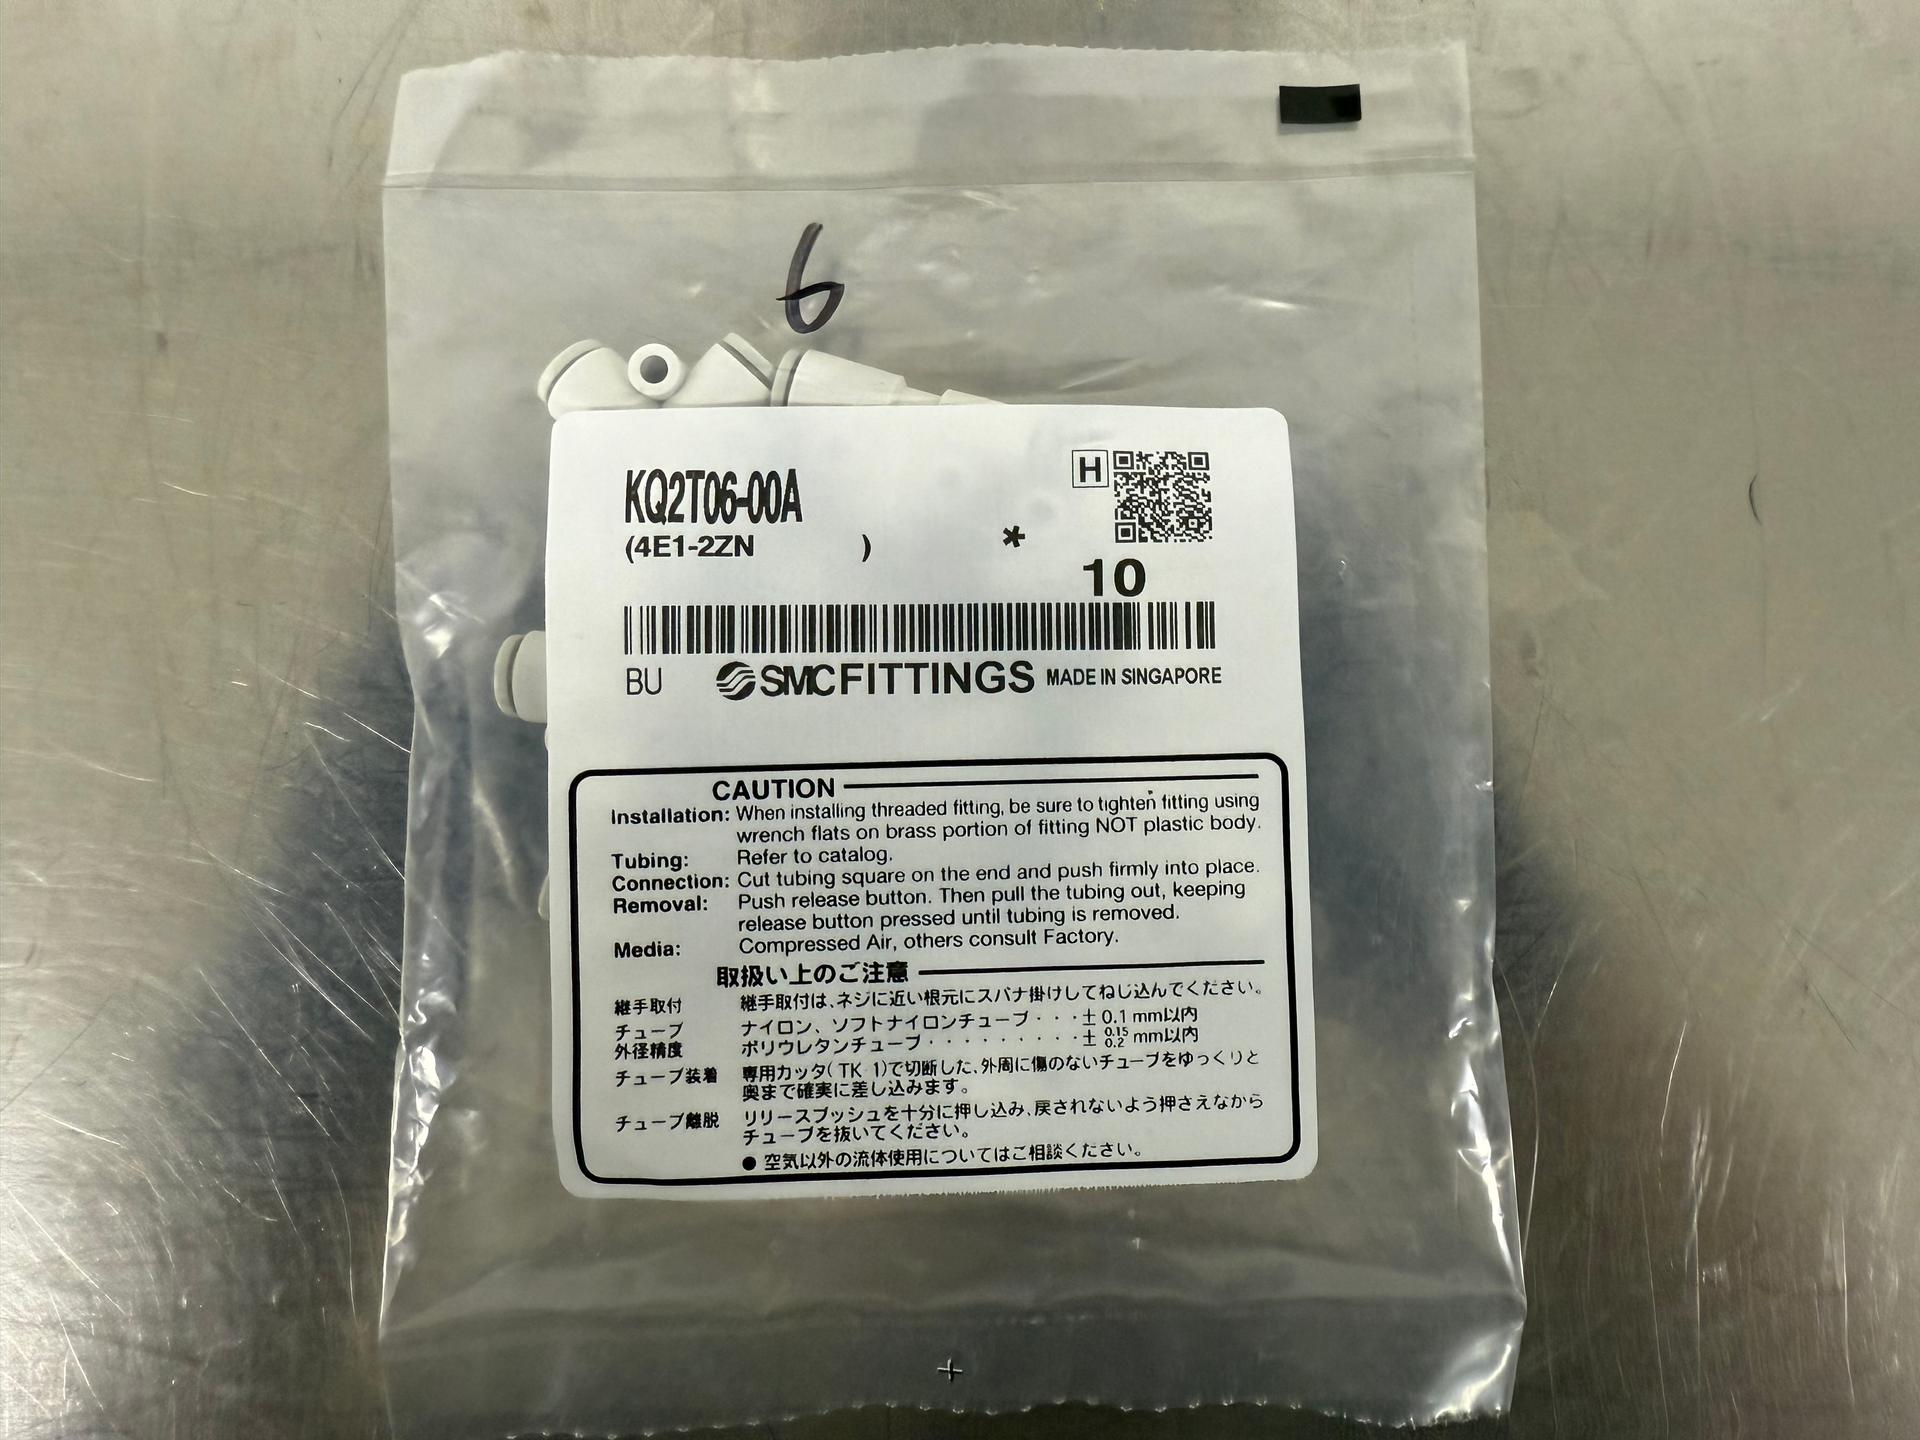 6
KQ2T06-00A
H
(4E1-2ZN )
*
10
BU SMC FITTINGS MADE IN SINGAPORE
CAUTION
Installation: When installing threaded fitting, be sure to tighten fitting using
wrench flats on brass portion of fitting NOT plastic body.
Tubing: Refer to catalog.
Connection: Cut tubing square on the end and push firmly into place.
Removal: Push release button. Then pull the tubing out, keeping
release button pressed until tubing is removed.
Media: Compressed Air, others consult Factory.
取扱い上のご注意
継手取付 継手取付は、ネジに近い根元にスパナ掛けしてねじ込んでください。
チューブ ナイロン、ソフトナイロンチューブ・・・± 0.1 mm以内
外径精度 ポリウレタンチューブ・・・・・・・・・± 0.15 0.2 mm以内
チューブ装着 専用カッタ(TK-1)で切断した、外周に傷のないチューブをゆっくりと
奥まで確実に差し込みます。
チューブ離脱 リリースプッシュを十分に押し込み、戻されないよう押さえながら
チューブを抜いてください。
● 空気以外の流体使用についてはご相談ください。